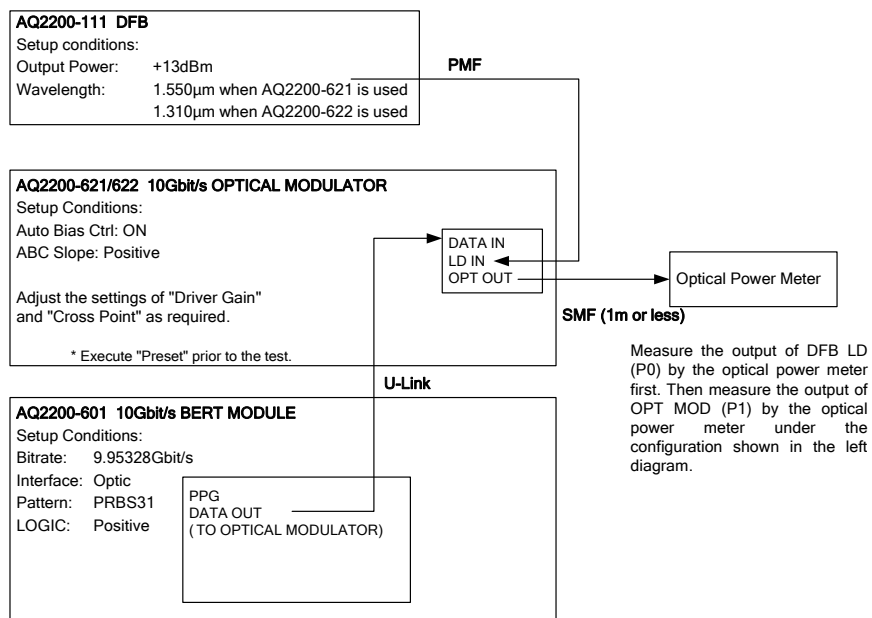 AQ2200-111 DFB
Setup conditions:
Output Power: +13dBm
Wavelength: 1.550µm when AQ2200-621 is used
1.310µm when AQ2200-622 is used
PMF
AQ2200-621/622 10Gbit/s OPTICAL MODULATOR
Setup Conditions:
Auto Bias Ctrl: ON
ABC Slope: Positive
Adjust the settings of "Driver Gain"
and "Cross Point" as required.
* Execute "Preset" prior to the test.
DATA IN
LD IN
OPT OUT
Optical Power Meter
SMF (1m or less)
Measure the output of DFB LD
(P0) by the optical power meter
first. Then measure the output of
OPT MOD (P1) by the optical
power meter under the
configuration shown in the left
diagram.
U-Link
AQ2200-601 10Gbit/s BERT MODULE
Setup Conditions:
Bitrate: 9.95328Gbit/s
Interface: Optic
Pattern: PRBS31
LOGIC: Positive
PPG
DATA OUT
( TO OPTICAL MODULATOR)